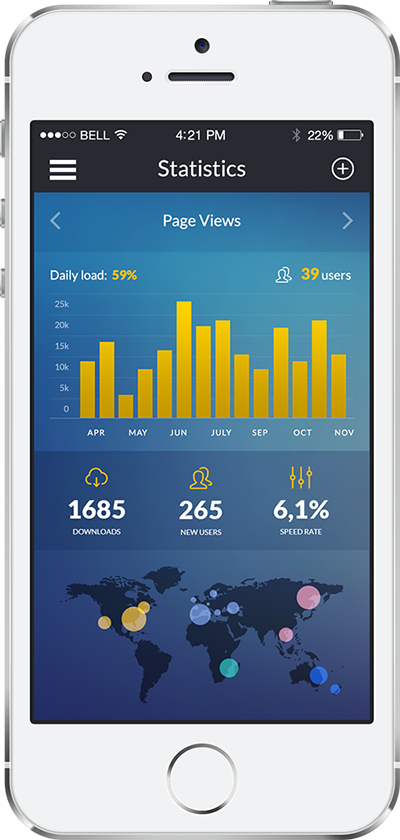 BELL 4:21 PM 22%
Statistics
Page Views
Daily load: 59% 39 users
25k
20k
15k
10k
5k
0
APR MAY JUN JULY SEP OCT NOV
1685 265 6,1%
DOWNLOADS NEW USERS SPEED RATE